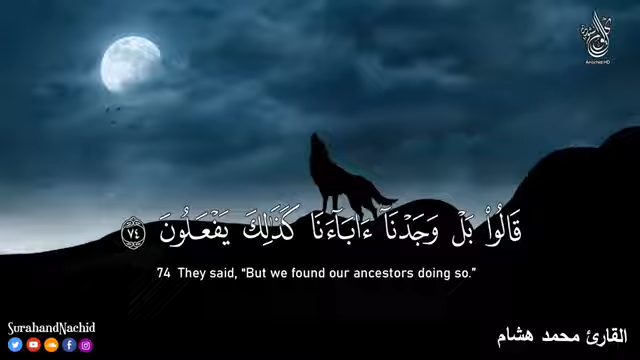 AnachidHD
قَالُوا۟ بَلْ وَجَدْنَآ ءَابَآءَنَا كَذَٰلِكَ يَفْعَلُونَ ٧٤
74 They said, “But we found our ancestors doing so.”
SurahandNachid
القارئ محمد هشام